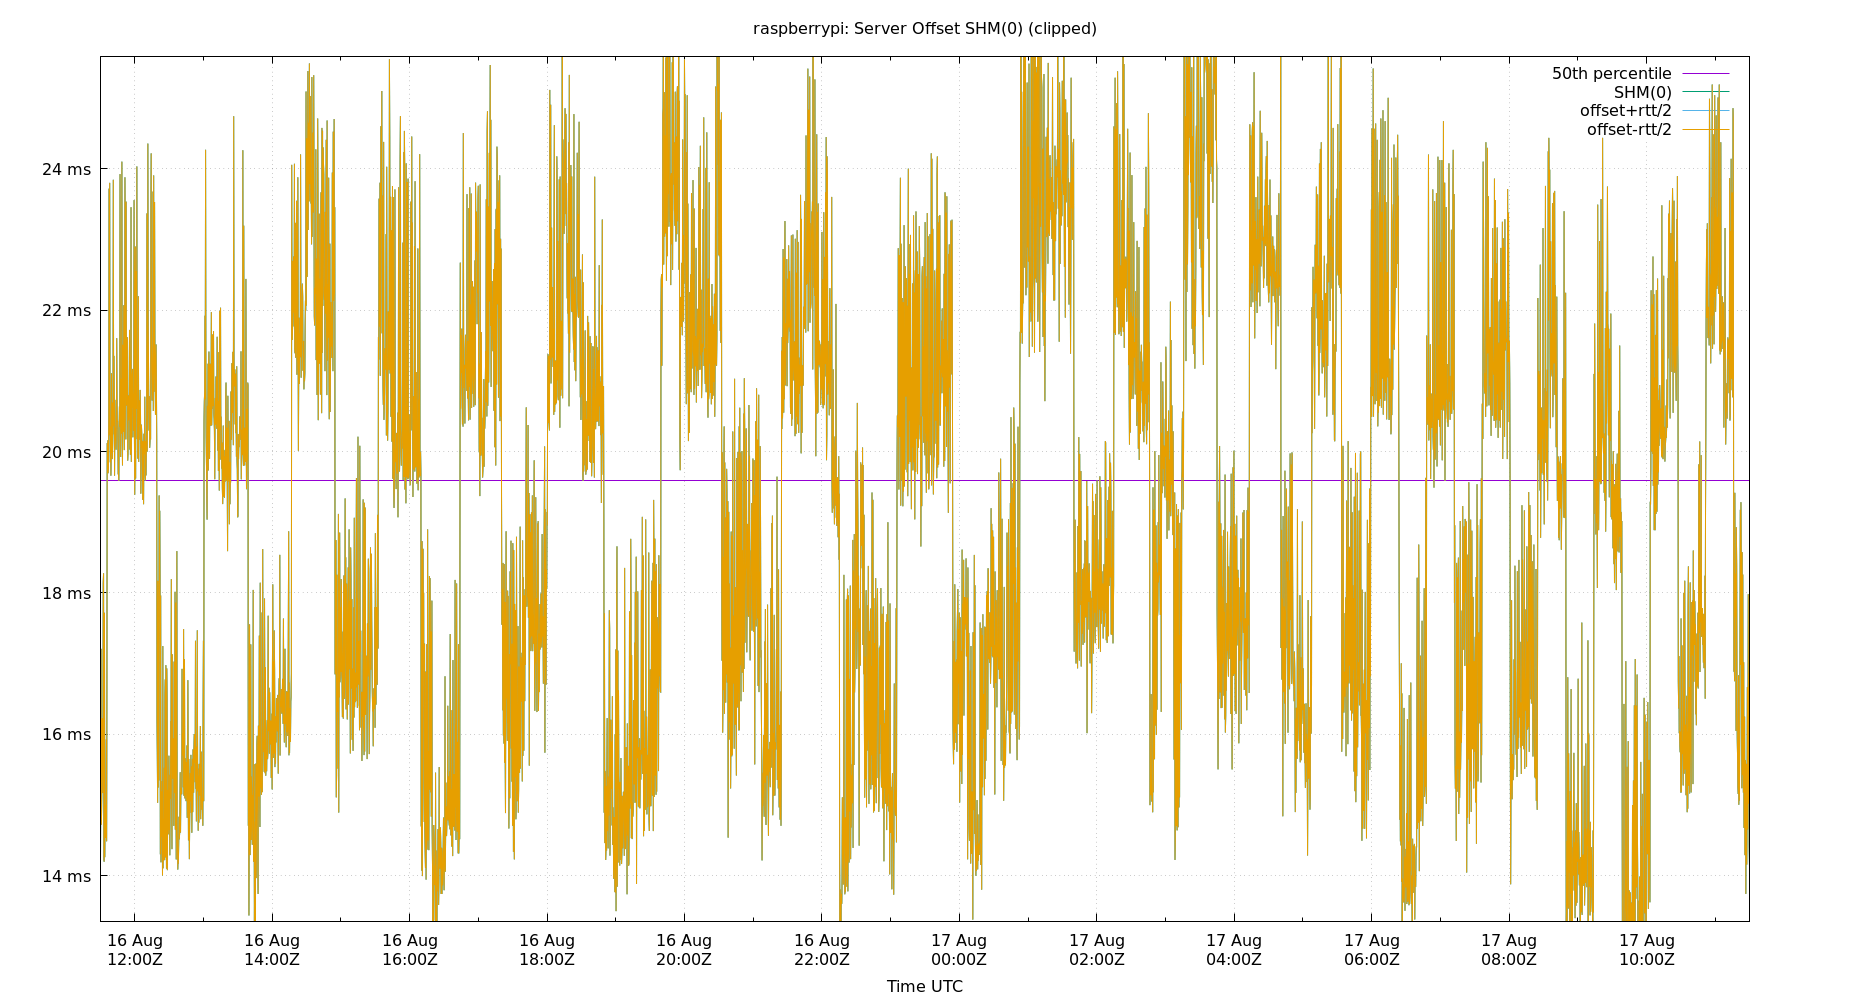 raspberrypi: Server Offset SHM(0) (clipped)
50th percentile
SHM(0)
offset+rtt/2
offset-rtt/2
24 ms
22 ms
20 ms
18 ms
16 ms
14 ms
16 Aug 16 Aug 16 Aug 16 Aug 16 Aug 16 Aug 17 Aug 17 Aug 17 Aug 17 Aug 17 Aug 17 Aug
12:00Z 14:00Z 16:00Z 18:00Z 20:00Z 22:00Z 00:00Z 02:00Z 04:00Z 06:00Z 08:00Z 10:00Z
Time UTC